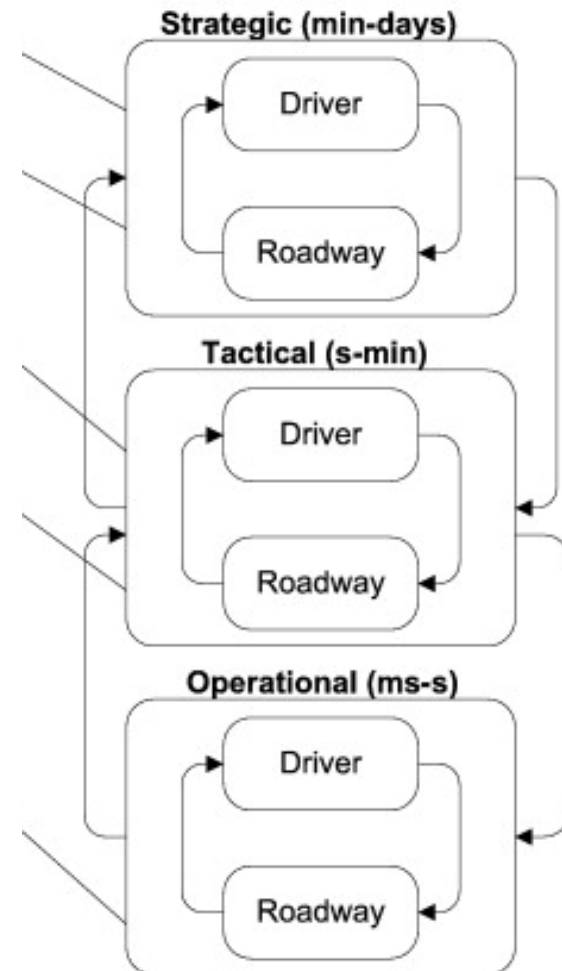 Strategic (min-days)
Driver
Roadway
Tactical (s-min)
Driver
Roadway
Operational (ms-s)
Driver
Roadway